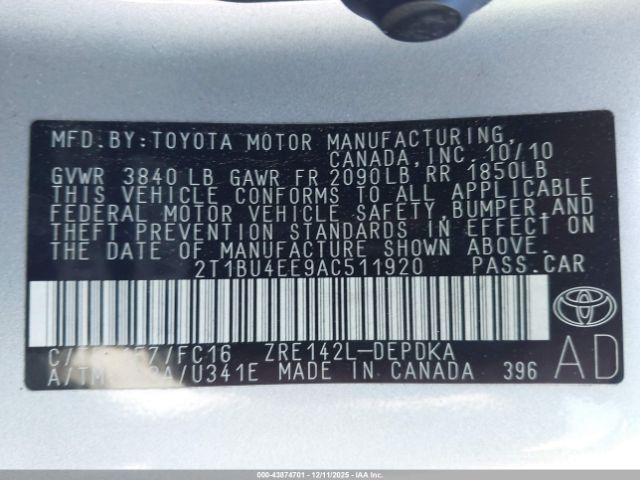 MFD.BY:TOYOTA MOTOR MANUFACTURING,
CANADA,INC. 10/10
GVWR 3840 LB GAWR FR 2090LB RR 1850LB
THIS VEHICLE CONFORMS TO ALL APPLICABLE
FEDERAL MOTOR VEHICLE SAFETY,BUMPER,AND
THEFT PREVENTION STANDARDS IN EFFECT ON
THE DATE OF MANUFACTURE SHOWN ABOVE.
2T1BU4EE9AC511920 PASS.CAR
/FC16 ZRE142L-DEPDKA
/U341E MADE IN CANADA 396
AD
000-43874701 - 12/11/2025 - IAAI.COM